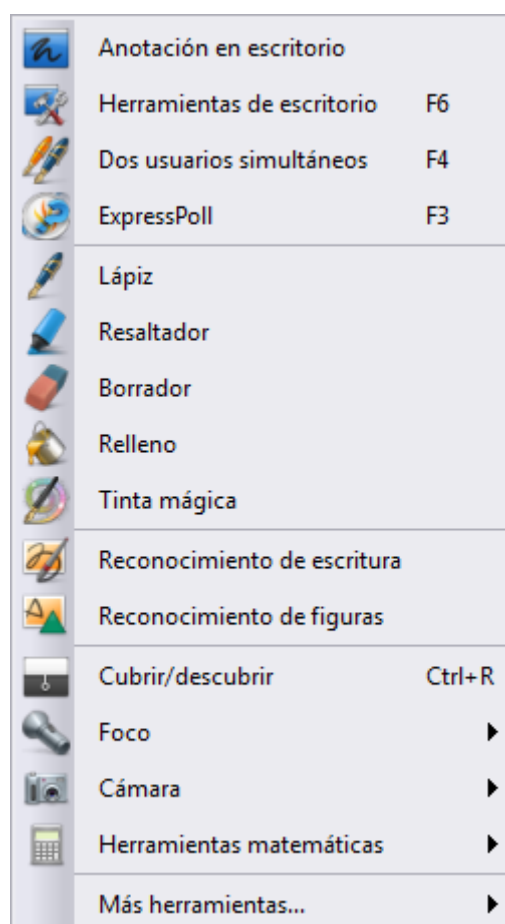 Anotación en escritorio
Herramientas de escritorio F6
Dos usuarios simultáneos F4
ExpressPoll F3
Lápiz
Resaltador
Borrador
Relleno
Tinta mágica
Reconocimiento de escritura
Reconocimiento de figuras
Cubrir/descubrir Ctrl+R
Foco
Cámara
Herramientas matemáticas
Más herramientas...